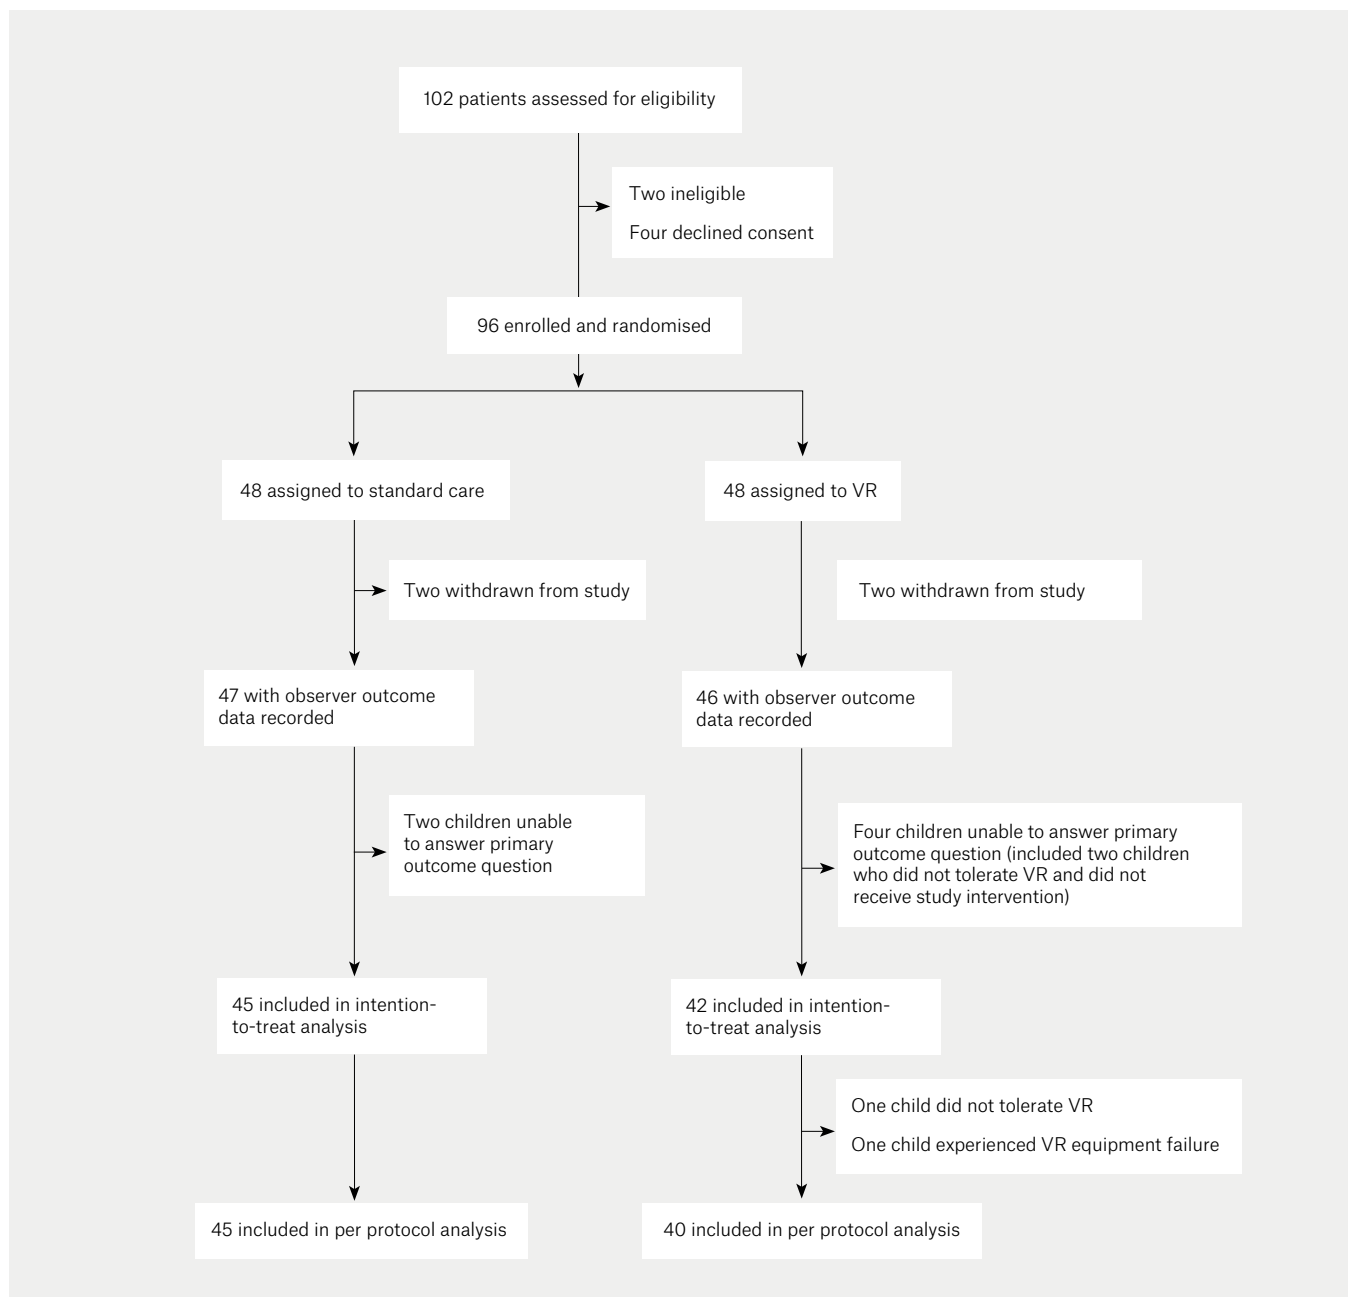 102 patients assessed for eligibility
Two ineligible
Four declined consent
96 enrolled and randomised
48 assigned to standard care
48 assigned to VR
Two withdrawn from study
Two withdrawn from study
47 with observer outcome
data recorded
46 with observer outcome
data recorded
Two children unable
to answer primary
outcome question
Four children unable to answer primary
outcome question (included two children
who did not tolerate VR and did not
receive study intervention)
45 included in intention-
to-treat analysis
42 included in intention-
to-treat analysis
One child did not tolerate VR
One child experienced VR equipment failure
45 included in per protocol analysis
40 included in per protocol analysis